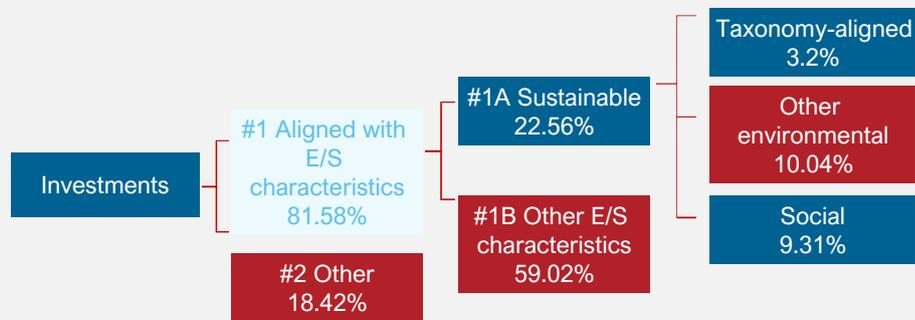 Investments
#1 Aligned with
E/S
characteristics
81.58%
#2 Other
18.42%
#1A Sustainable
22.56%
#1B Other E/S
characteristics
59.02%
Taxonomy-aligned
3.2%
Other
environmental
10.04%
Social
9.31%